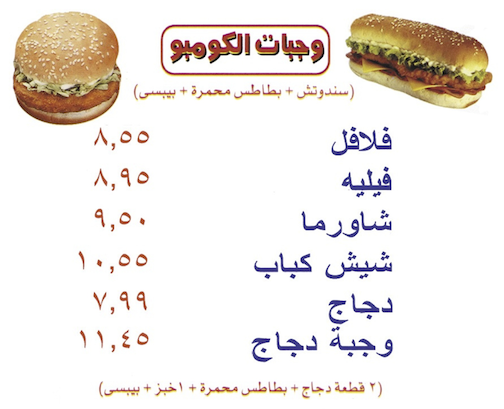 وجبات الكومبو
(سندوتش + بطاطس محمرة + بيبسى)
فلافل ٨,٥٥
فيليه ٨,٩٥
شاورما ٩,٥٠
شيش كباب ١٠,٥٥
دجاج ٧,٩٩
وجبة دجاج ١١,٤٥
(٢ قطعة دجاج + بطاطس محمرة + ١خبز + بيبسى)